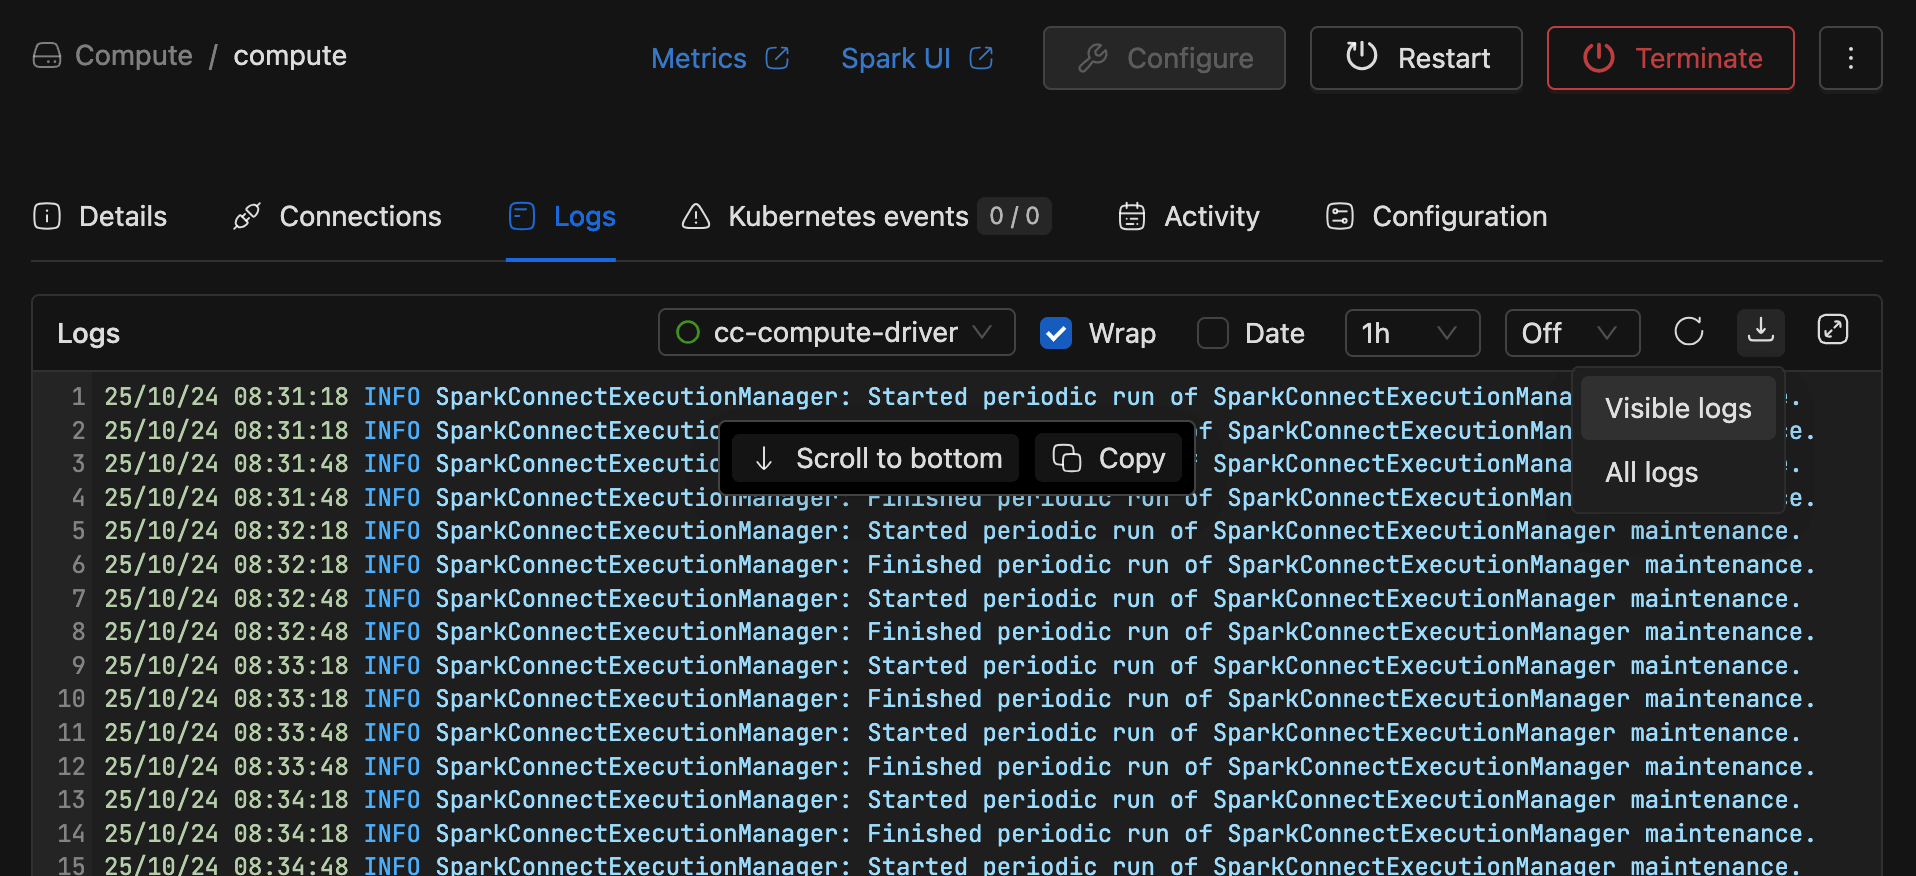 Compute / compute Metrics Spark UI Configure Restart Terminate
Details Connections Logs Kubernetes events 0 / 0 Activity Configuration
Logs cc-compute-driver Wrap Date 1h Off
Visible logs
All logs
Scroll to bottom Copy
1 25/10/24 08:31:18 INFO SparkConnectExecutionManager: Started periodic run of SparkConnectExecutionMana .
2 25/10/24 08:31:18 INFO SparkConnectExecutio f SparkConnectExecutionMan e.
3 25/10/24 08:31:48 INFO SparkConnectExecutio SparkConnectExecutionMana .
4 25/10/24 08:31:48 INFO SparkConnectExecutionManager: Finished periodic run of SparkConnectExecutionMan e.
5 25/10/24 08:32:18 INFO SparkConnectExecutionManager: Started periodic run of SparkConnectExecutionManager maintenance.
6 25/10/24 08:32:18 INFO SparkConnectExecutionManager: Finished periodic run of SparkConnectExecutionManager maintenance.
7 25/10/24 08:32:48 INFO SparkConnectExecutionManager: Started periodic run of SparkConnectExecutionManager maintenance.
8 25/10/24 08:32:48 INFO SparkConnectExecutionManager: Finished periodic run of SparkConnectExecutionManager maintenance.
9 25/10/24 08:33:18 INFO SparkConnectExecutionManager: Started periodic run of SparkConnectExecutionManager maintenance.
10 25/10/24 08:33:18 INFO SparkConnectExecutionManager: Finished periodic run of SparkConnectExecutionManager maintenance.
11 25/10/24 08:33:48 INFO SparkConnectExecutionManager: Started periodic run of SparkConnectExecutionManager maintenance.
12 25/10/24 08:33:48 INFO SparkConnectExecutionManager: Finished periodic run of SparkConnectExecutionManager maintenance.
13 25/10/24 08:34:18 INFO SparkConnectExecutionManager: Started periodic run of SparkConnectExecutionManager maintenance.
14 25/10/24 08:34:18 INFO SparkConnectExecutionManager: Finished periodic run of SparkConnectExecutionManager maintenance.
15 25/10/24 08:34:48 INFO SparkConnectExecutionManager: Started periodic run of SparkConnectExecutionManager maintenance.